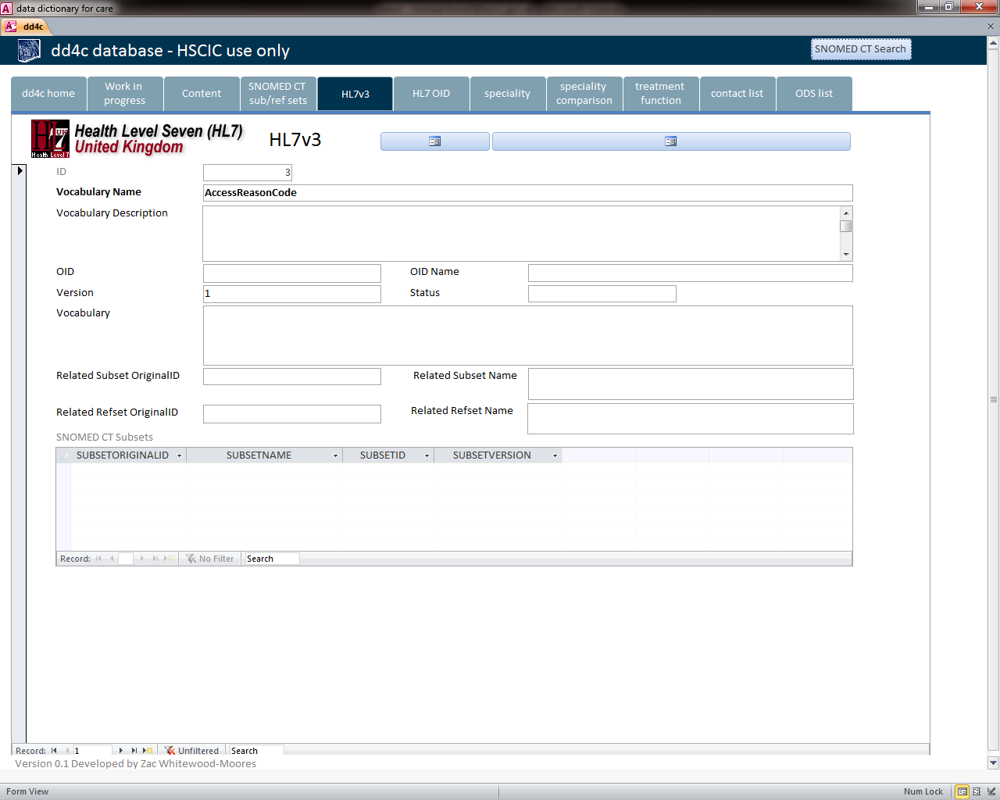 data dictionary for care
dd4c
dd4c database - HSCIC use only
SNOMED CT Search
dd4c home
Work in
progress
Content
SNOMED CT
sub/ref sets
HL7v3
HL7 OID
speciality
speciality
comparison
treatment
function
contact list
ODS list
HL7 UK
Health Level 7
Health Level Seven (HL7)
United Kingdom
HL7v3
ID 3
Vocabulary Name AccessReasonCode
Vocabulary Description
OID OID Name
Version 1 Status
Vocabulary
Related Subset OriginalID Related Subset Name
Related Refset OriginalID Related Refset Name
SNOMED CT Subsets
SUBSETORIGINALID SUBSETNAME SUBSETID SUBSETVERSION
Record: No Filter Search
Record: 1 Unfiltered Search
Version 0.1 Developed by Zac Whitewood-Moores
Form View Num Lock